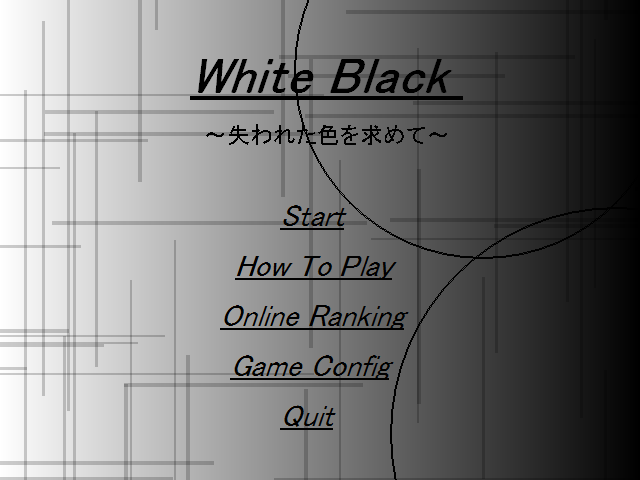 White Black
～失われた色を求めて～
Start
How To Play
Online Ranking
Game Config
Quit